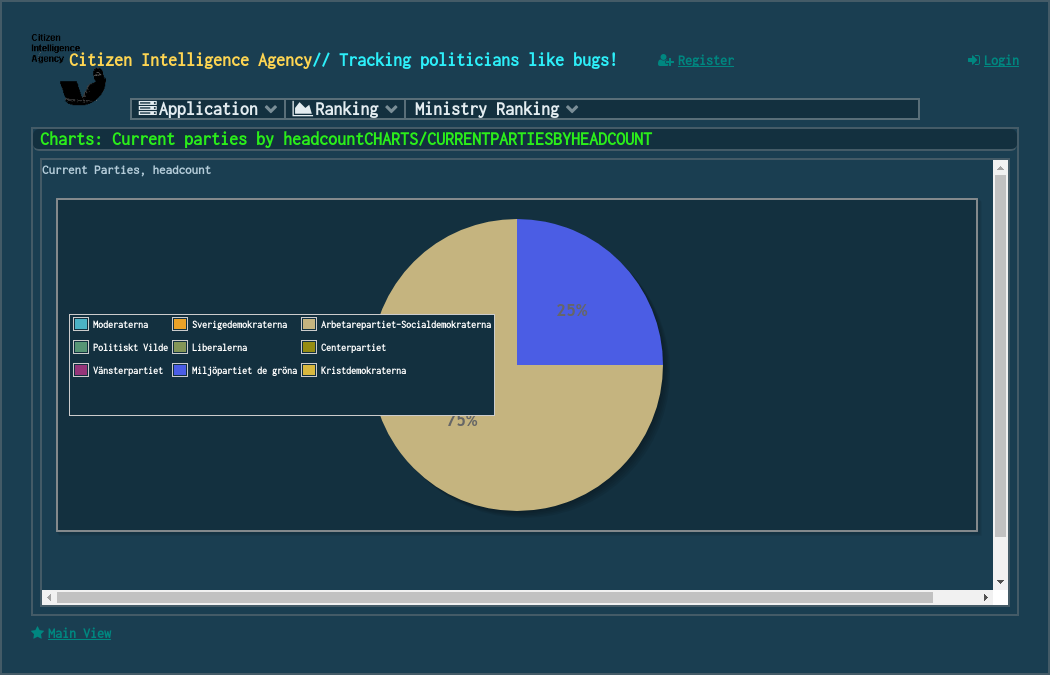 Citizen
Intelligence
Agency
Citizen Intelligence Agency// Tracking politicians like bugs!
Register
Login
Application
Ranking
Ministry Ranking
Charts: Current parties by headcountCHARTS/CURRENTPARTIESBYHEADCOUNT
Current Parties, headcount
25%
Moderaterna
Sverigedemokraterna
Arbetarepartiet-Socialdemokraterna
Politiskt Vilde
Liberalerna
Centerpartiet
Vänsterpartiet
Miljöpartiet de gröna
Kristdemokraterna
75%
Main View